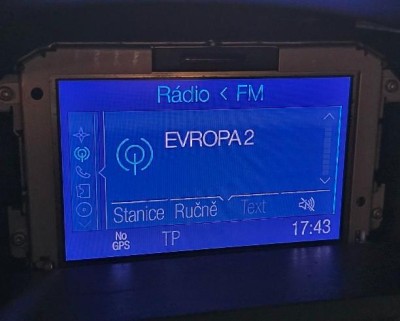 Rádio < FM
EVROPA 2
Stanice Ručně Text
No GPS TP 17:43